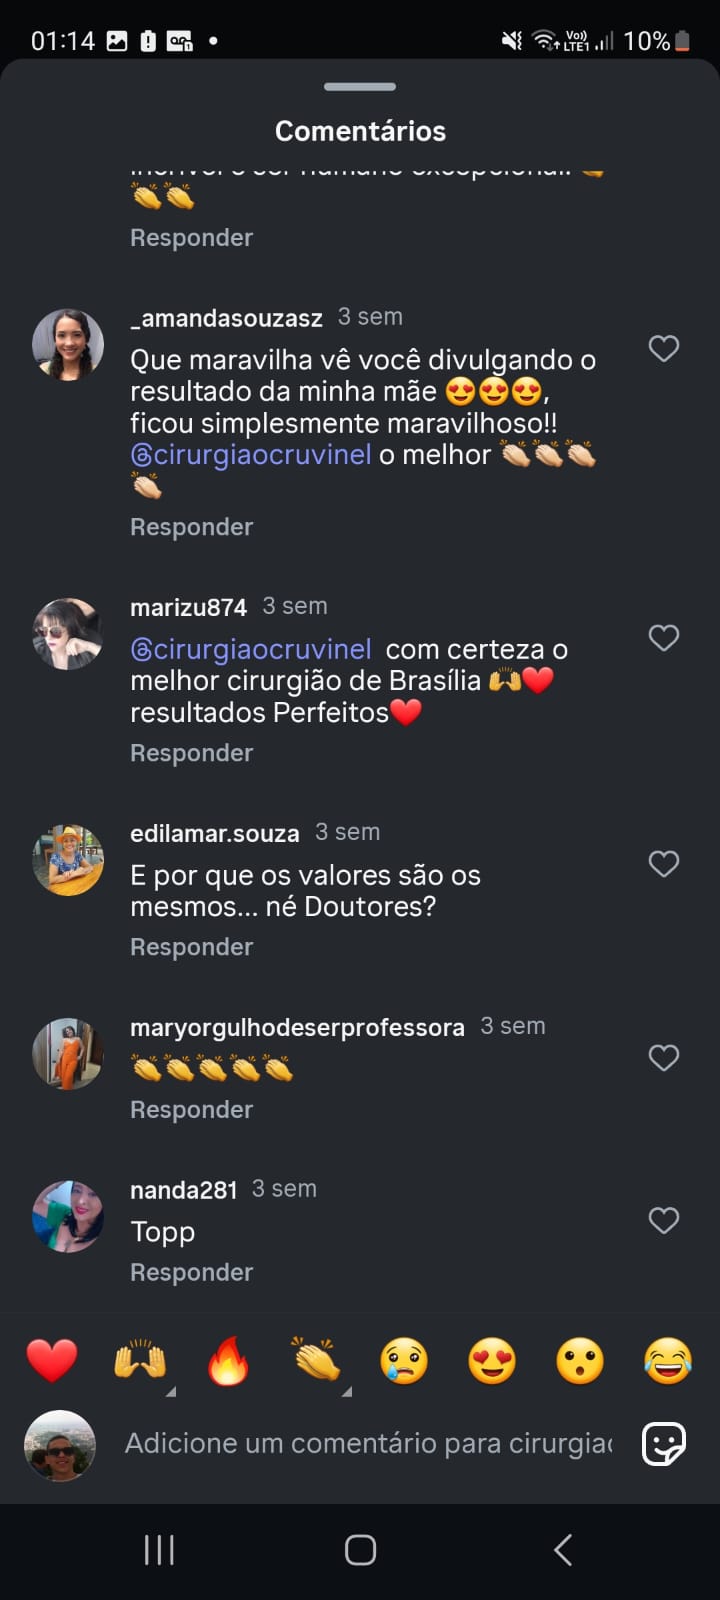 01:14
Vo)) LTE1
10%
Comentários
👏👏
Responder
_amandasouzasz 3 sem
Que maravilha vê você divulgando o
resultado da minha mãe 😍😍😍,
ficou simplesmente maravilhoso!!
@cirurgiaocruvinel o melhor 👏🏻👏🏻👏🏻
👏🏻
Responder
marizu874 3 sem
@cirurgiaocruvinel com certeza o
melhor cirurgião de Brasília 🙌❤️
resultados Perfeitos❤️
Responder
edilamar.souza 3 sem
E por que os valores são os
mesmos... né Doutores?
Responder
maryorgulhodeserprofessora 3 sem
👏👏👏👏👏
Responder
nanda281 3 sem
Topp
Responder
❤️🙌🔥👏😢😍😮😂
Adicione um comentário para cirurgiao